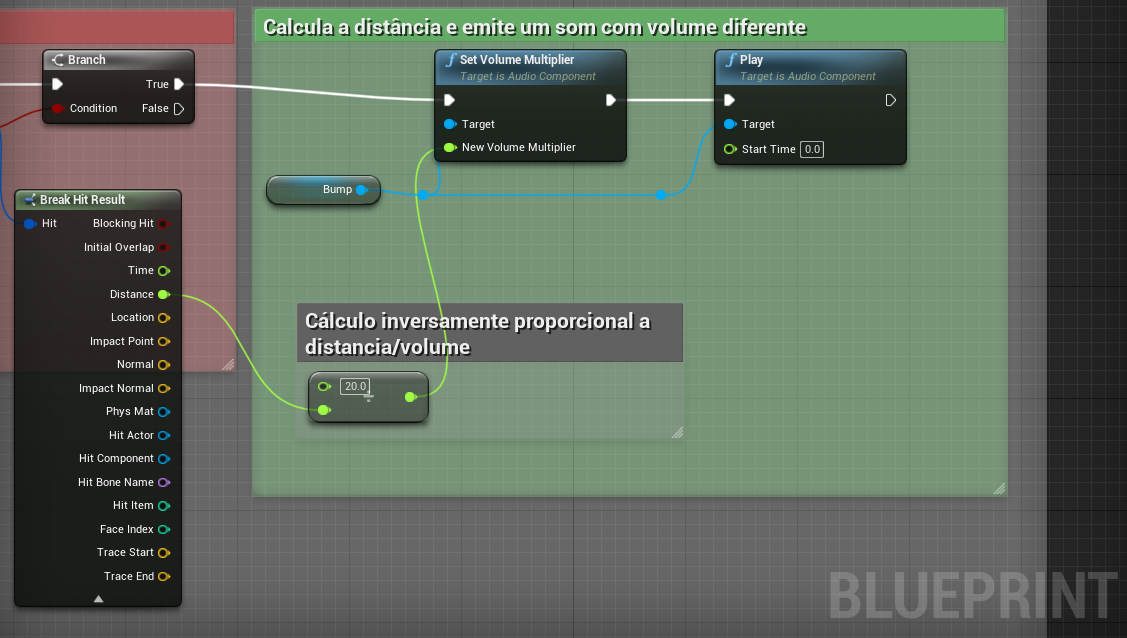 Calcula a distância e emite um som com volume diferente
Branch
True
Condition
False
Set Volume Multiplier
Target is Audio Component
Target
New Volume Multiplier
Play
Target is Audio Component
Target
Start Time 0.0
Bump
Break Hit Result
Hit
Blocking Hit
Initial Overlap
Time
Distance
Location
Impact Point
Normal
Impact Normal
Phys Mat
Hit Actor
Hit Component
Hit Bone Name
Hit Item
Face Index
Trace Start
Trace End
Cálculo inversamente proporcional a
distancia/volume
20.0
÷
BLUEPRINT